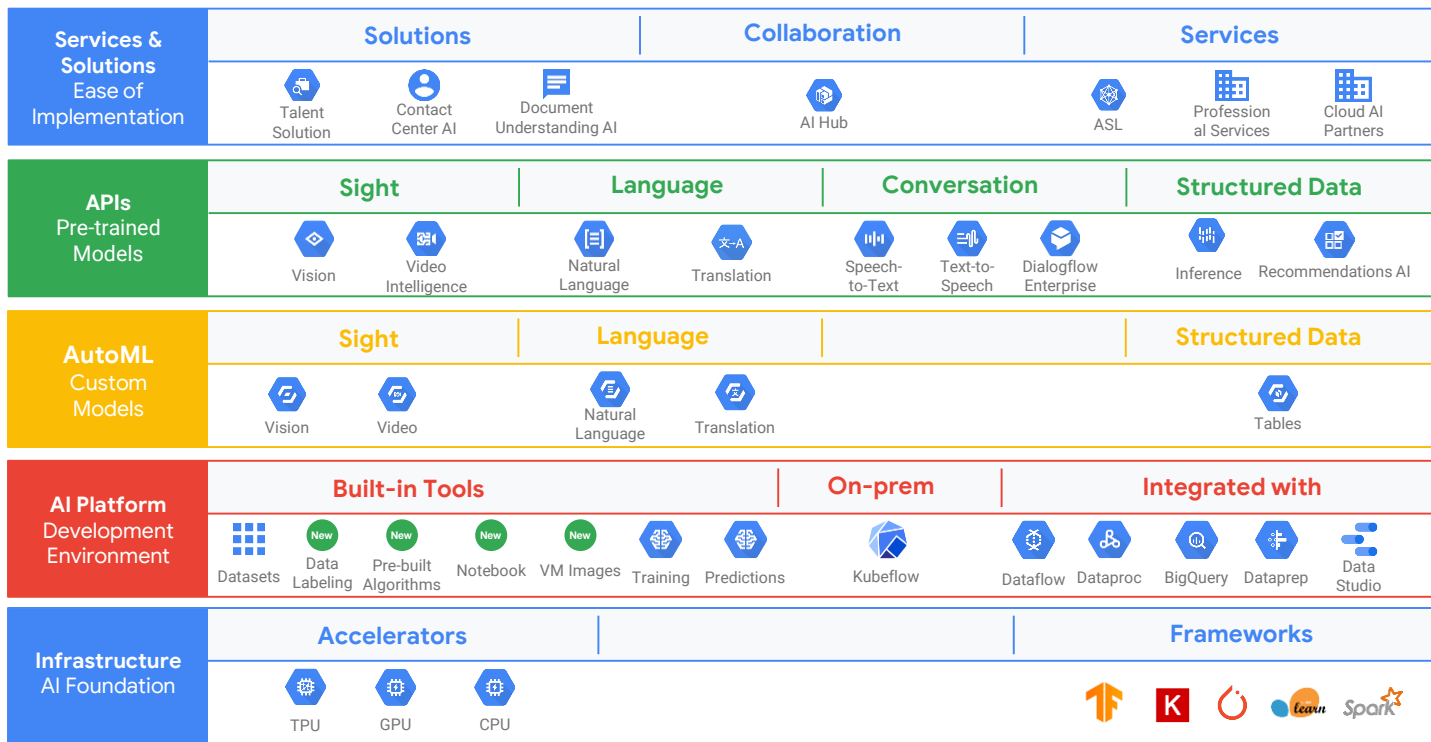 Services &
Solutions
Ease of
Implementation
Solutions
Collaboration
Services
Talent
Solution
Contact
Center AI
Document
Understanding AI
AI Hub
ASL
Profession
al Services
Cloud AI
Partners
APIs
Pre-trained
Models
Sight
Language
Conversation
Structured Data
Vision
Video
Intelligence
Natural
Language
文→A
Translation
Speech-
to-Text
Text-to-
Speech
Dialogflow
Enterprise
Inference
Recommendations AI
AutoML
Custom
Models
Sight
Language
Structured Data
Vision
Video
Natural
Language
Translation
Tables
AI Platform
Development
Environment
Built-in Tools
On-prem
Integrated with
Datasets
New
Data
Labeling
New
Pre-built
Algorithms
New
Notebook
New
VM Images
Training
Predictions
Kubeflow
Dataflow
Dataproc
BigQuery
Dataprep
Data
Studio
Infrastructure
AI Foundation
Accelerators
Frameworks
TPU
GPU
CPU
K
learn
Spark